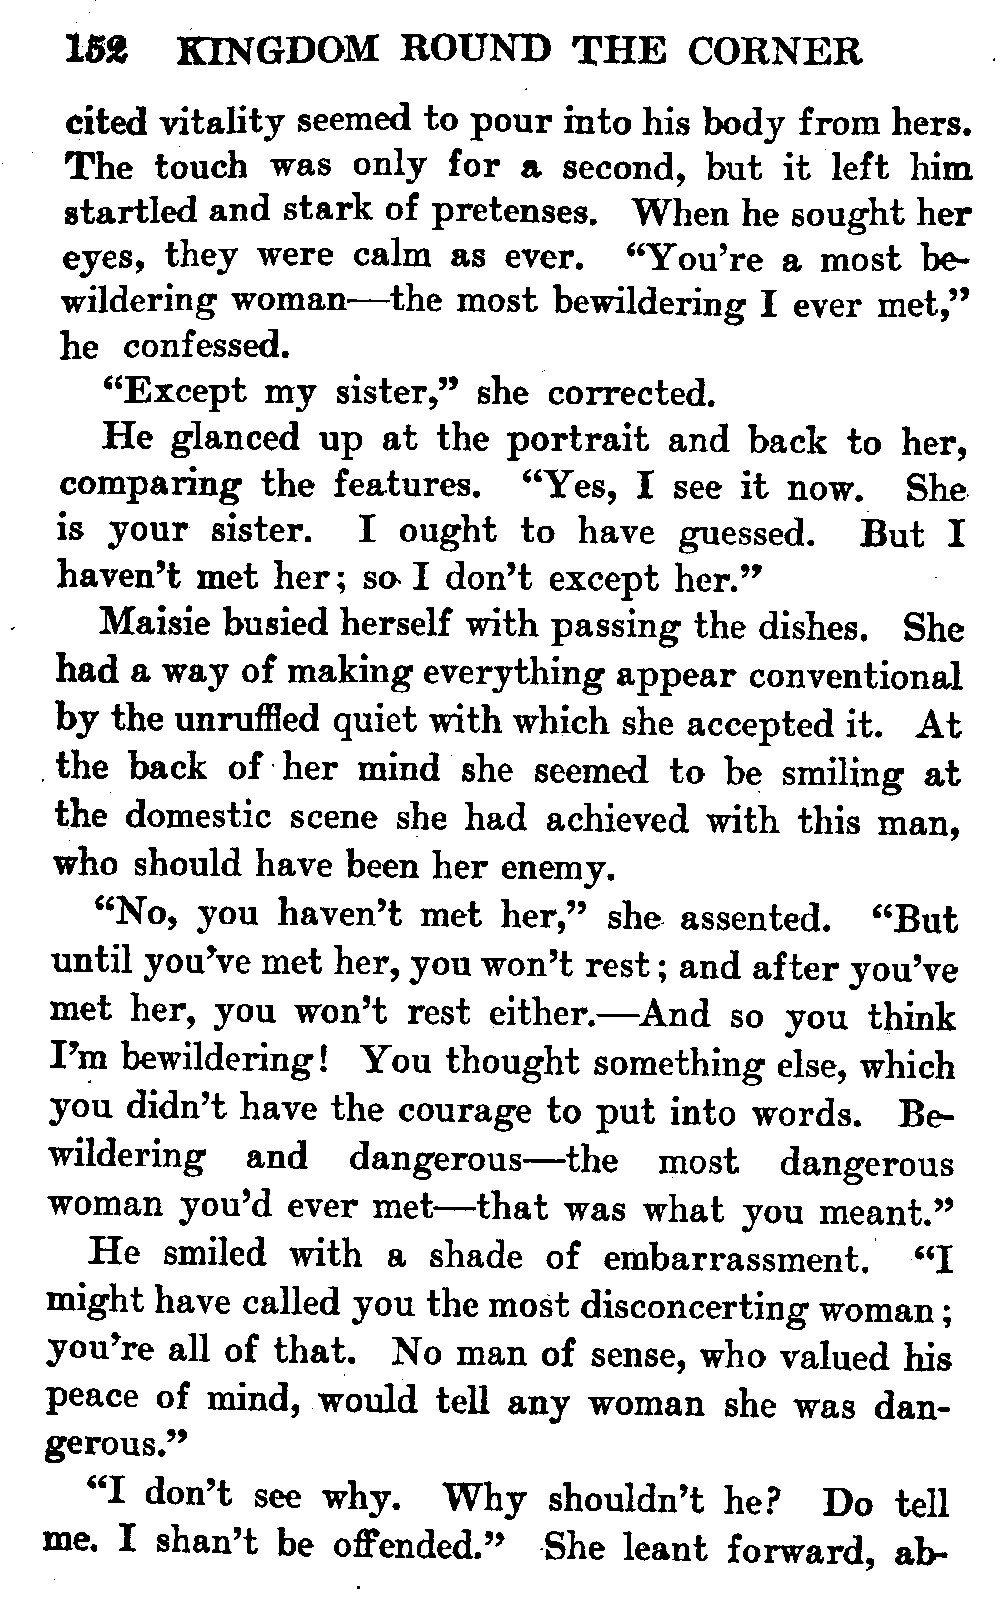 152 KINGDOM ROUND THE CORNER
cited vitality seemed to pour into his body from hers.
The touch was only for a second, but it left him
startled and stark of pretenses. When he sought her
eyes, they were calm as ever. “You’re a most be-
wildering woman—the most bewildering I ever met,”
he confessed.
“Except my sister,” she corrected.
He glanced up at the portrait and back to her,
comparing the features. “Yes, I see it now. She
is your sister. I ought to have guessed. But I
haven’t met her; so I don’t except her.”
Maisie busied herself with passing the dishes. She
had a way of making everything appear conventional
by the unruffled quiet with which she accepted it. At
the back of her mind she seemed to be smiling at
the domestic scene she had achieved with this man,
who should have been her enemy.
“No, you haven’t met her,” she assented. “But
until you’ve met her, you won’t rest; and after you’ve
met her, you won’t rest either.—And so you think
I’m bewildering! You thought something else, which
you didn’t have the courage to put into words. Be-
wildering and dangerous—the most dangerous
woman you’d ever met—that was what you meant.”
He smiled with a shade of embarrassment. “I
might have called you the most disconcerting woman;
you’re all of that. No man of sense, who valued his
peace of mind, would tell any woman she was dan-
gerous.”
“I don’t see why. Why shouldn’t he? Do tell
me. I shan’t be offended.” She leant forward, ab-